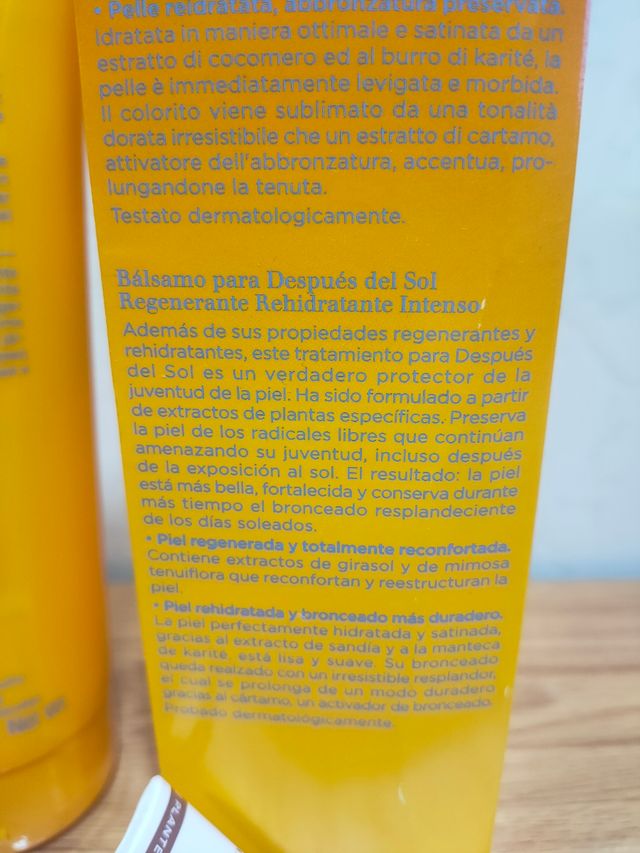 • Pelle reidratata, abbronzatura preservata.
Idratata in maniera ottimale e satinata da un
estratto di cocomero ed al burro di karité, la
pelle è immediatamente levigata e morbida.
Il colorito viene sublimato da una tonalità
dorata irresistibile che un estratto di cartamo,
attivatore dell'abbronzatura, accentua, pro-
lungandone la tenuta.
Testato dermatologicamente.
Bálsamo para Después del Sol
Regenerante Rehidratante Intenso
Además de sus propiedades regenerantes y
rehidratantes, este tratamiento para Después
del Sol es un verdadero protector de la
juventud de la piel. Ha sido formulado a partir
de extractos de plantas específicas. Preserva
la piel de los radicales libres que continúan
amenazando su juventud, incluso después
de la exposición al sol. El resultado: la piel
está más bella, fortalecida y conserva durante
más tiempo el bronceado resplandeciente
de los días soleados.
• Piel regenerada y totalmente reconfortada.
Contiene extractos de girasol y de mimosa
tenuiflora que reconfortan y reestructuran la
piel.
• Piel rehidratada y bronceado más duradero.
La piel perfectamente hidratada y satinada,
gracias al extracto de sandía y a la manteca
de karité, está lisa y suave. Su bronceado
queda realzado con un irresistible resplandor,
el cual se prolonga de un modo duradero
gracias al cártamo, un activador de bronceado.
Probado dermatológicamente.
PLANTE